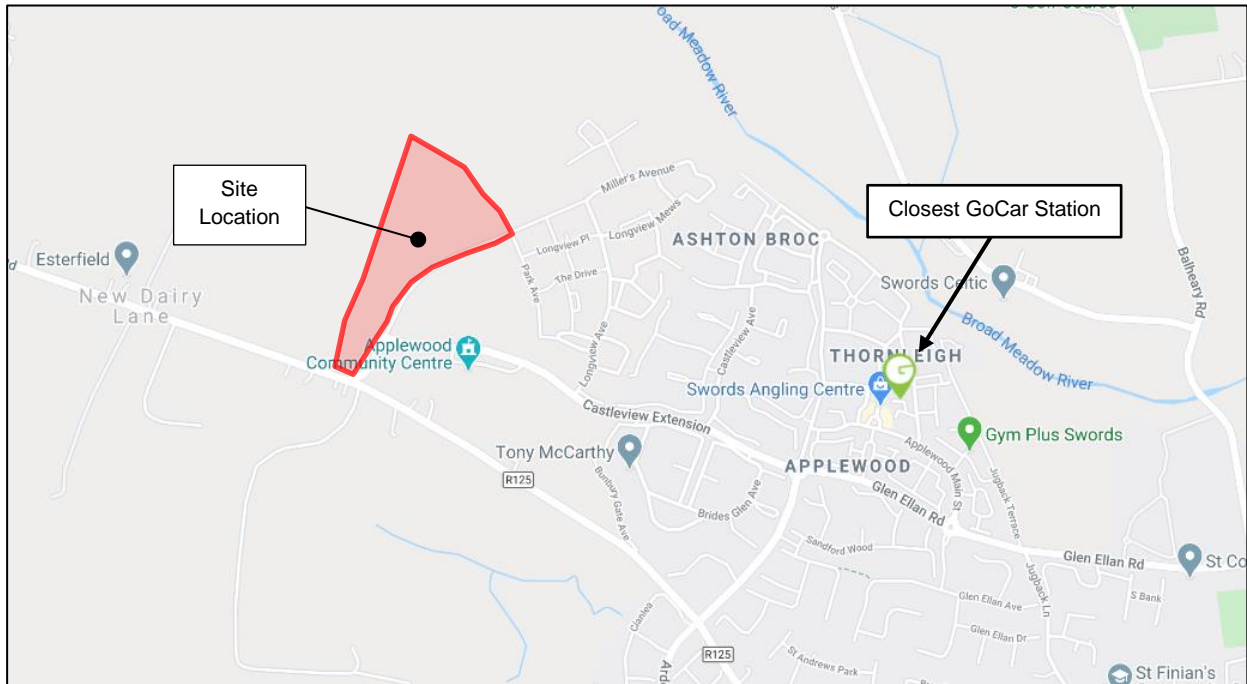 Broad Meadow River
Balheary Rd
Site
Location
Miller's Avenue
Longview Mews
Longview Pl
The Drive
Park Ave
ASHTON BROC
Closest GoCar Station
Esterfield
New Dairy
Lane
Swords Celtic
Broad Meadow River
Castleview Ave
Longview Ave
Applewood
Community Centre
THORNLEIGH
G
Swords Angling Centre
Castleview Extension
Gym Plus Swords
Tony McCarthy
APPLEWOOD
Applewood Main St
Jugback Terrace
R125
Bunbury Gate Ave
Brides Glen Ave
Glen Ellan Rd
Sandford Wood
Glen Ellan Rd
St Co
S Bank
Jugback Ln
Glen Ellan Ave
Cianlea
Glen Ellan Dr
R125
St Andrews Park
Arde
St Finian's